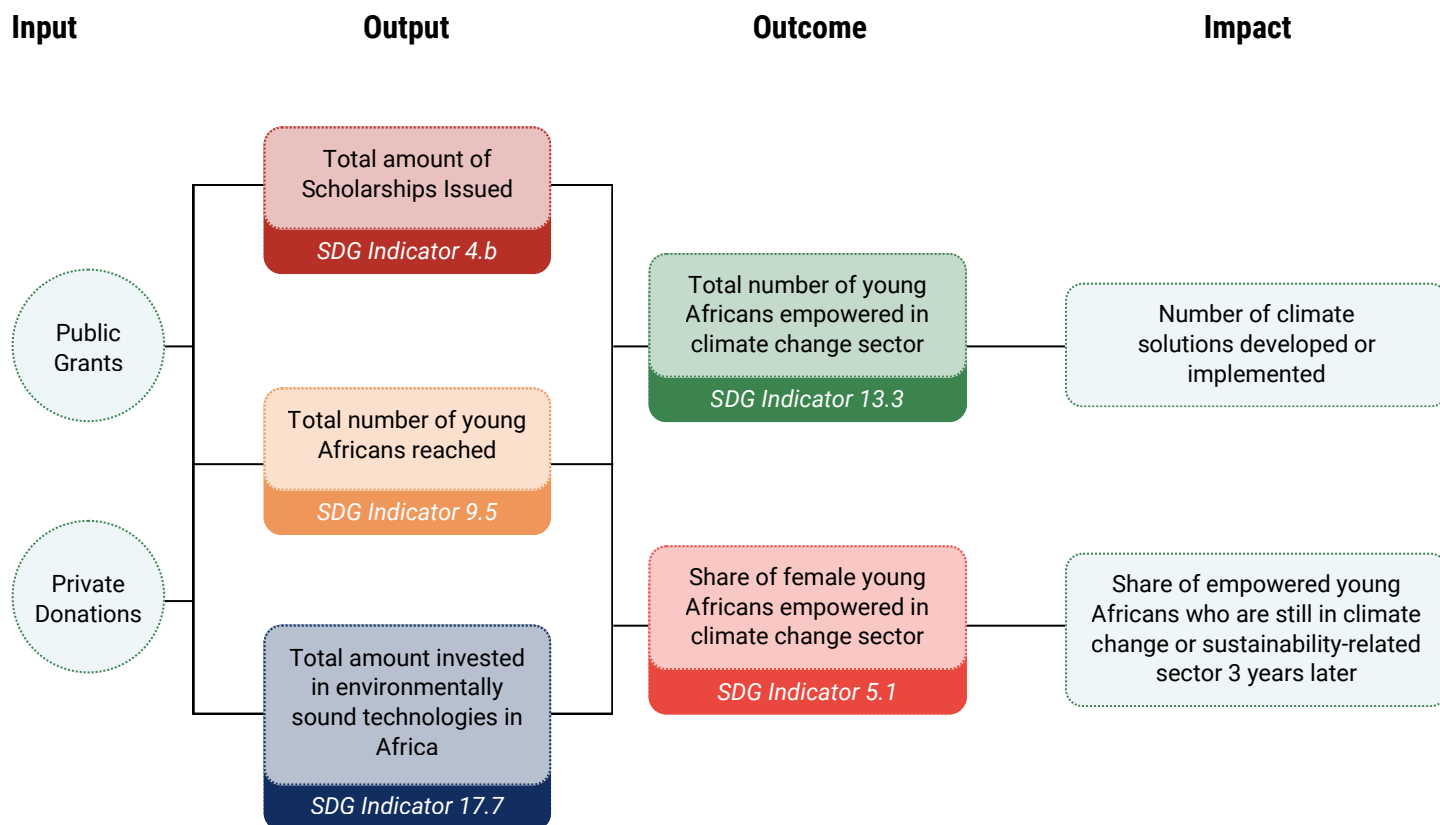 Input
Output
Outcome
Impact
Public
Grants
Private
Donations
Total amount of
Scholarships Issued
SDG Indicator 4.b
Total number of young
Africans reached
SDG Indicator 9.5
Total amount invested
in environmentally
sound technologies in
Africa
SDG Indicator 17.7
Total number of young
Africans empowered in
climate change sector
SDG Indicator 13.3
Share of female young
Africans empowered in
climate change sector
SDG Indicator 5.1
Number of climate
solutions developed or
implemented
Share of empowered young
Africans who are still in climate
change or sustainability-related
sector 3 years later